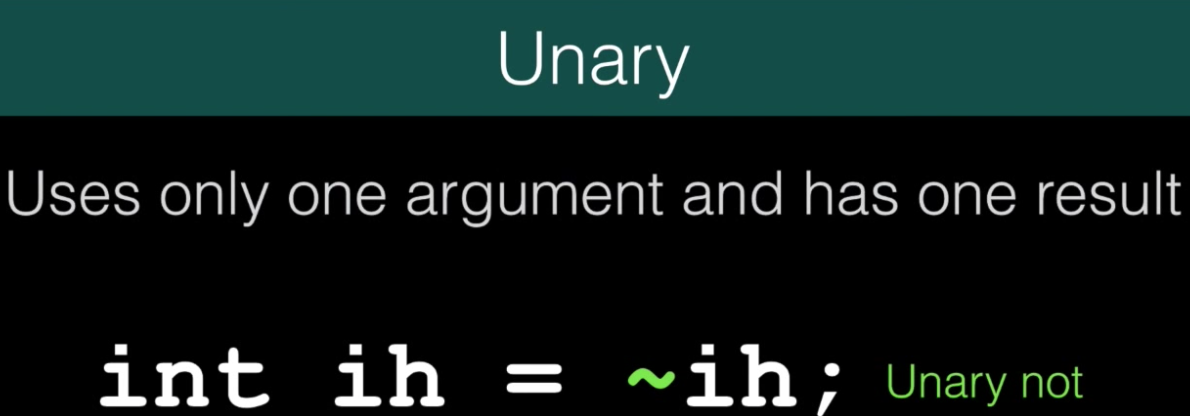 Unary
Uses only one argument and has one result
int ih = ~ih; Unary not